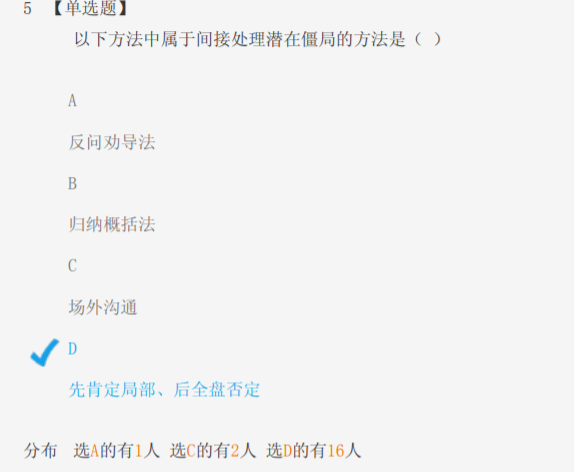 5 【单选题】
以下方法中属于间接处理潜在僵局的方法是（ ）
A
反问劝导法
B
归纳概括法
C
场外沟通
D
先肯定局部、后全盘否定
分布 选A的有1人 选C的有2人 选D的有16人